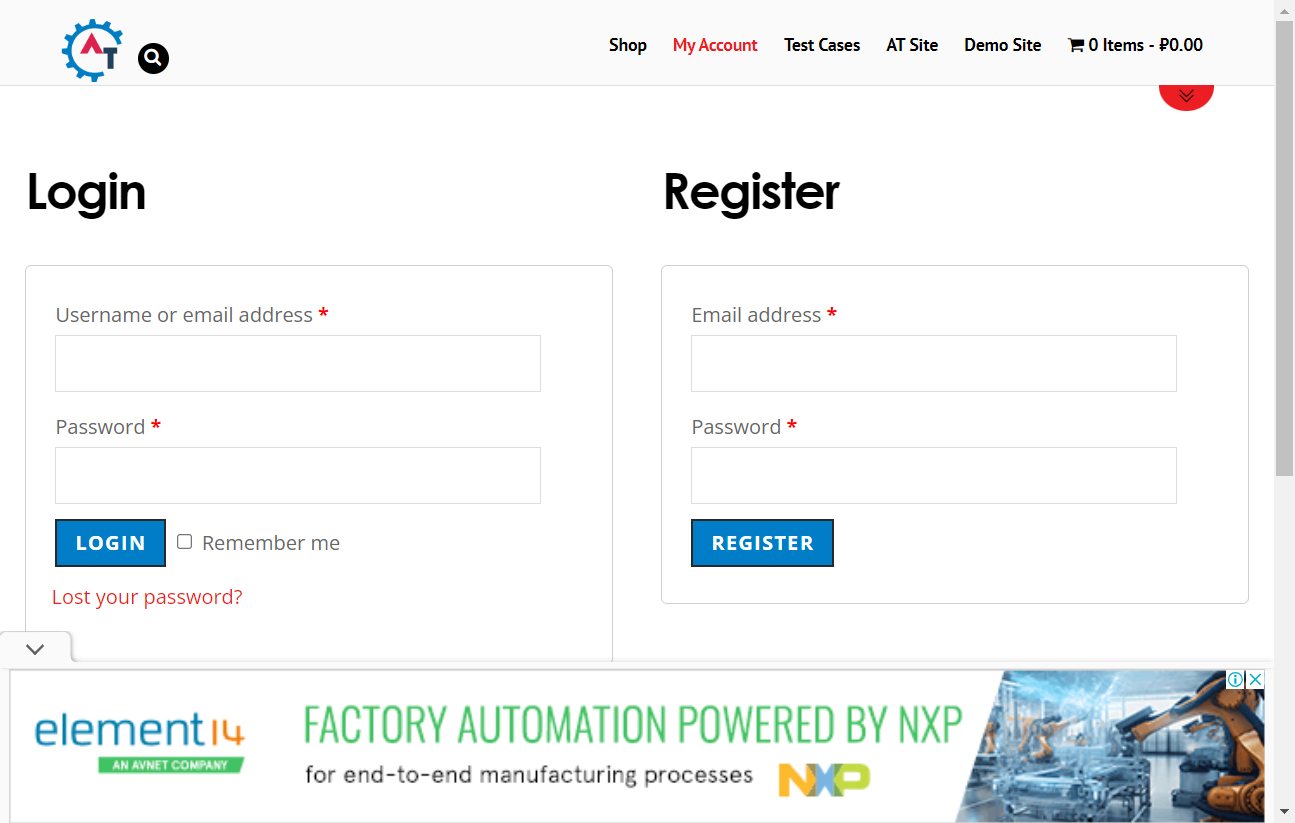 AT
Shop
My Account
Test Cases
AT Site
Demo Site
0 Items - ₽0.00
Login
Register
Username or email address *
Password *
LOGIN
Remember me
Lost your password?
Email address *
Password *
REGISTER
element14
AN AVNET COMPANY
FACTORY AUTOMATION POWERED BY NXP
for end-to-end manufacturing processes
NXP